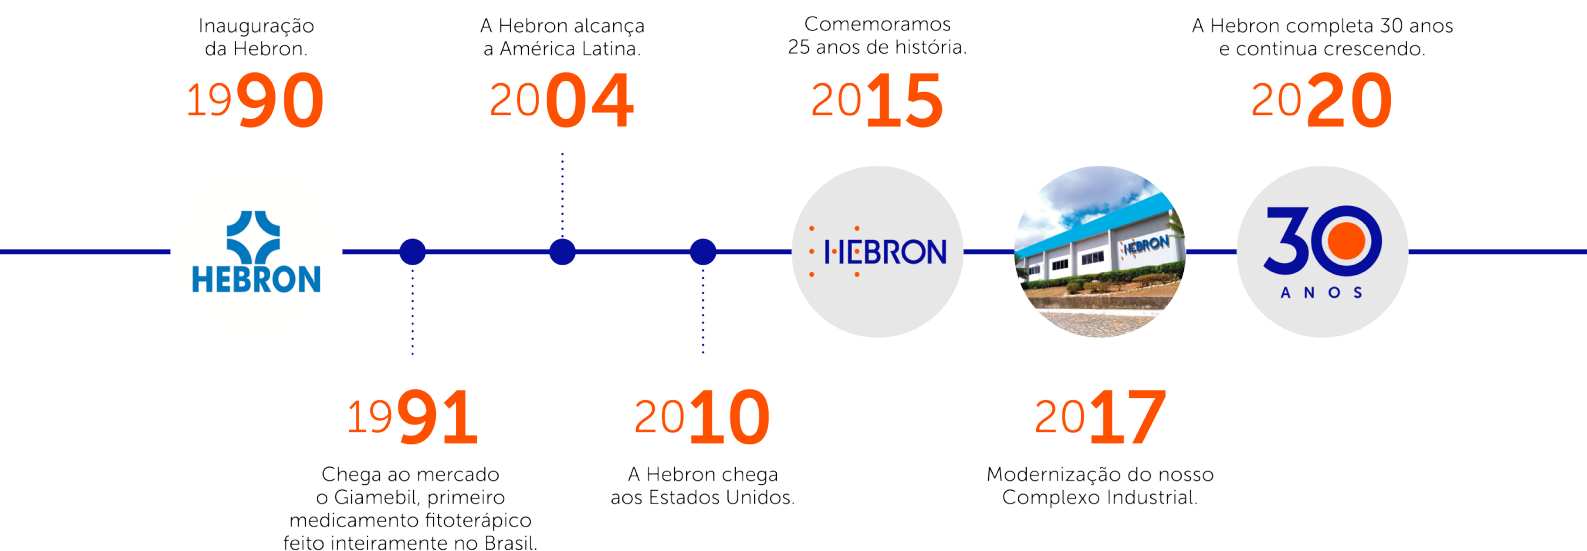 Inauguração
da Hebron.
1990
HEBRON
1991
Chega ao mercado
o Giamebil, primeiro
medicamento fitoterápico
feito inteiramente no Brasil.
A Hebron alcança
a América Latina.
2004
2010
A Hebron chega
aos Estados Unidos.
Comemoramos
25 anos de história.
2015
HEBRON
HEBRON
2017
Modernização do nosso
Complexo Industrial.
A Hebron completa 30 anos
e continua crescendo.
2020
30
ANOS